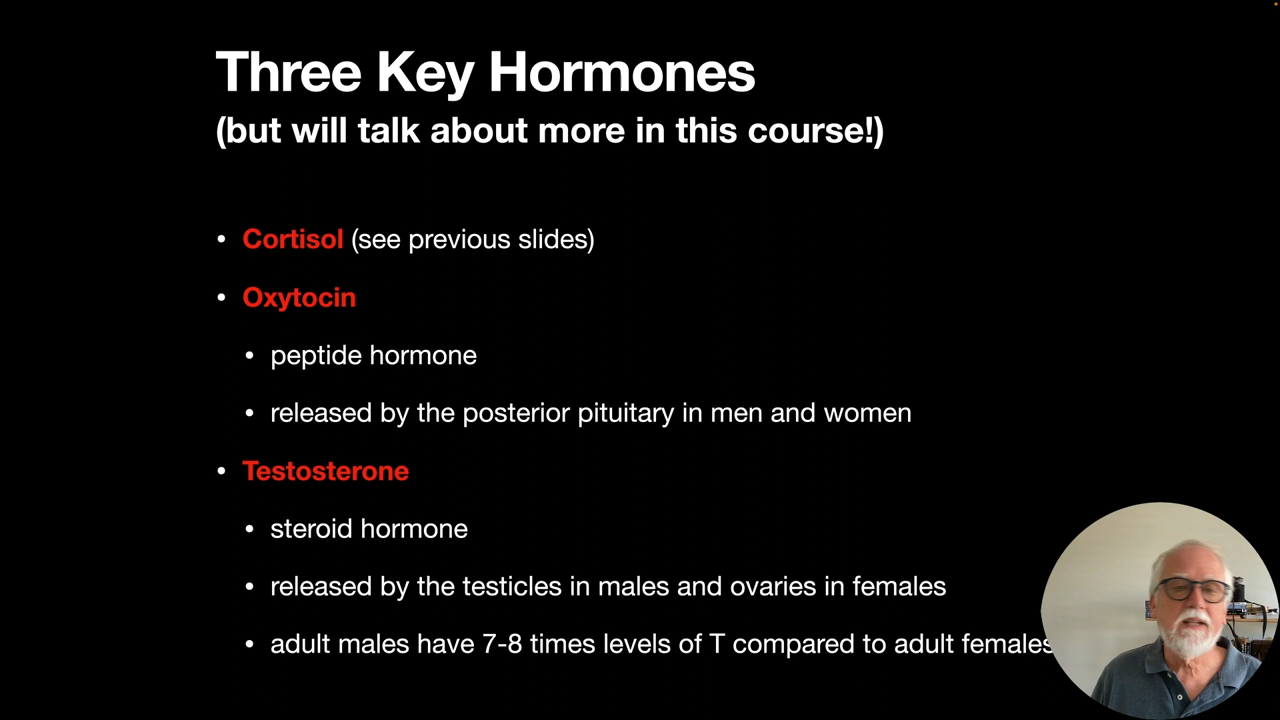 Three Key Hormones
(but will talk about more in this course!)
• Cortisol (see previous slides)
• Oxytocin
• peptide hormone
• released by the posterior pituitary in men and women
• Testosterone
• steroid hormone
• released by the testicles in males and ovaries in females
• adult males have 7-8 times levels of T compared to adult females